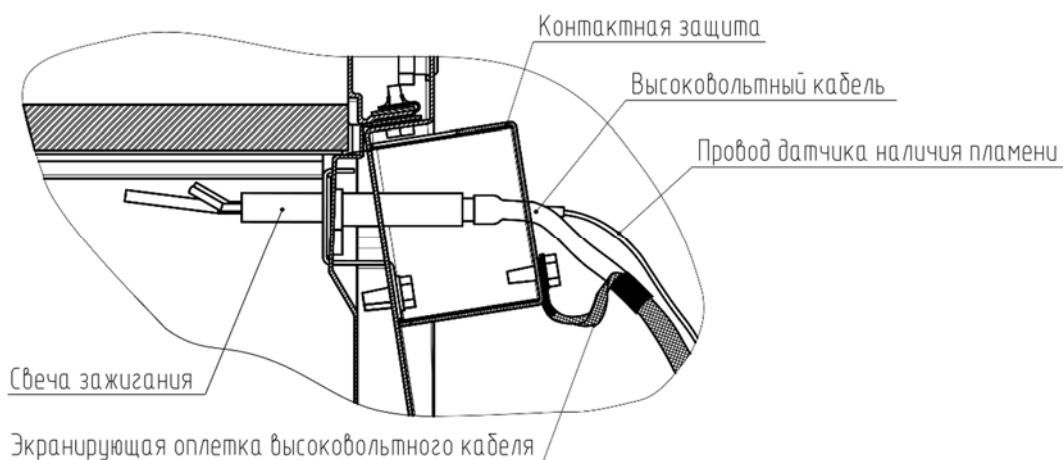 Контактная защита
Высоковольтный кабель
Провод датчика наличия пламени
Свеча зажигания
Экранирующая оплетка высоковольтного кабеля